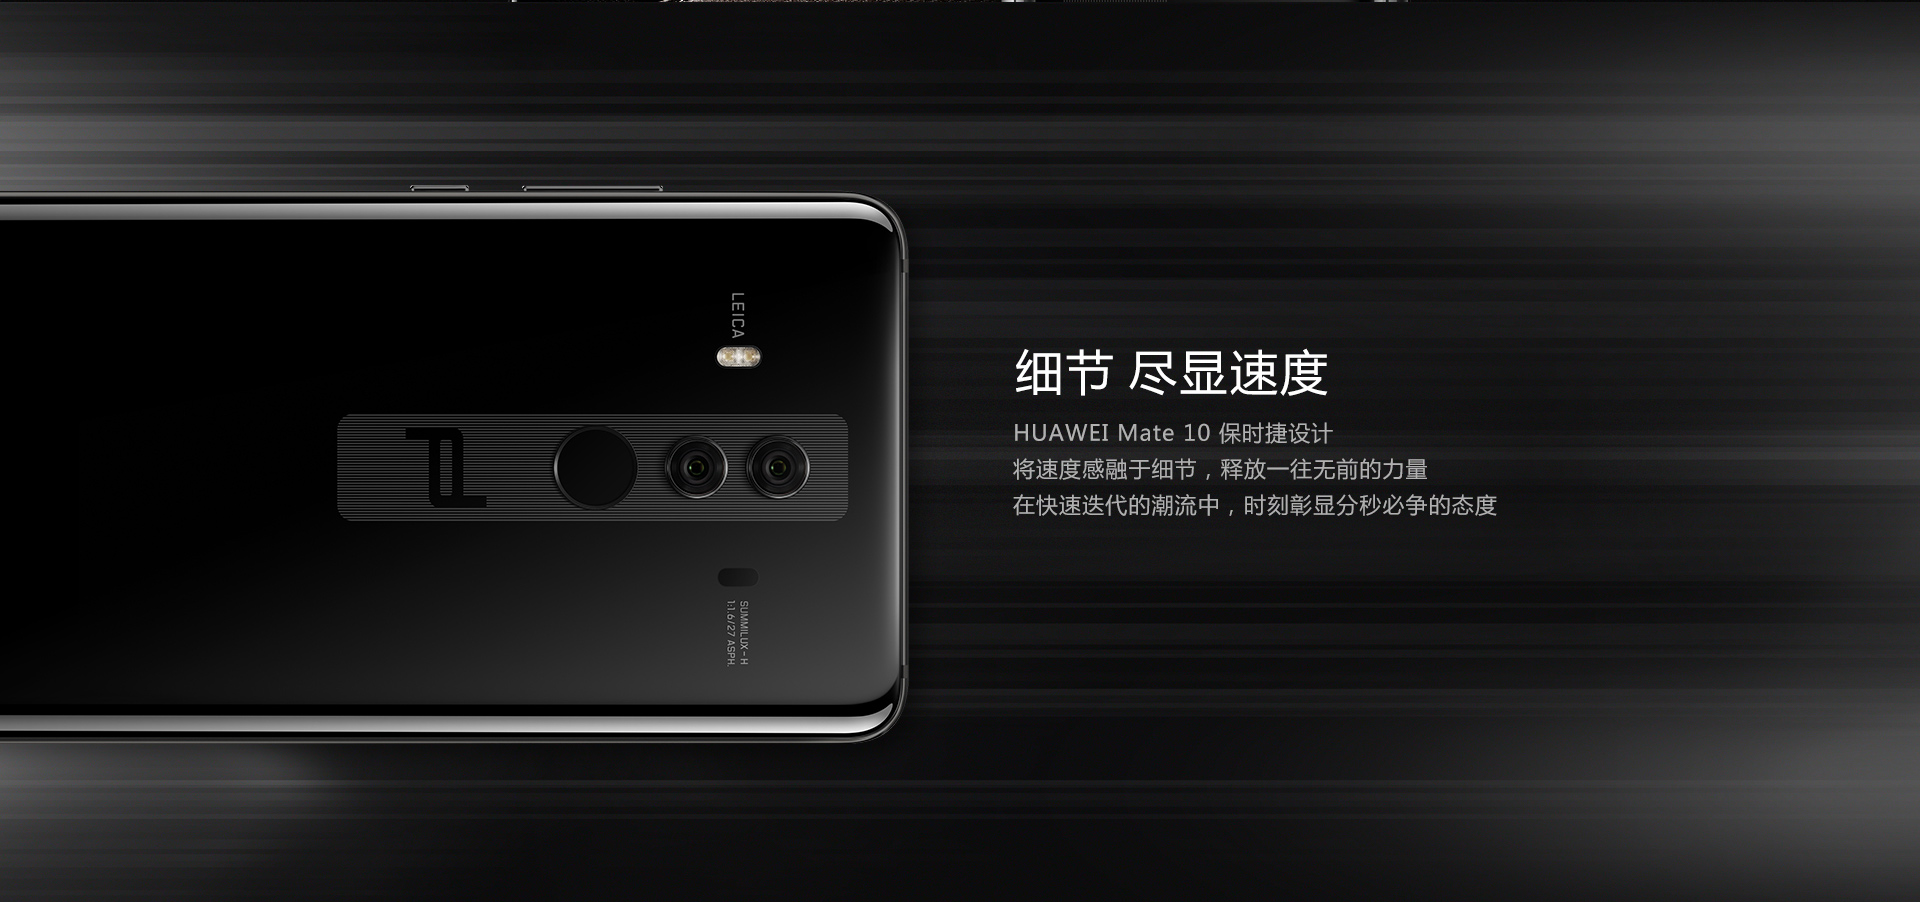 LEICA
SUMMILUX-H
1:1.6/27 ASPH.
细节 尽显速度
HUAWEI Mate 10 保时捷设计
将速度感融于细节，释放一往无前的力量
在快速迭代的潮流中，时刻彰显分秒必争的态度